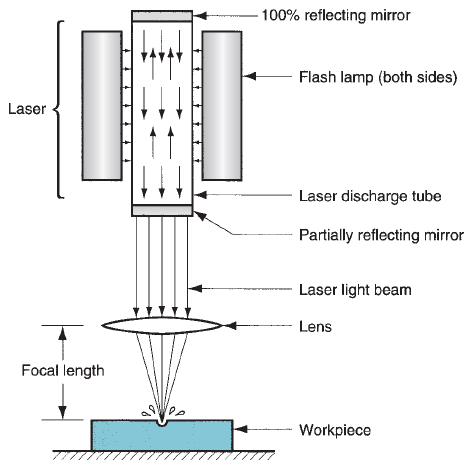 100% reflecting mirror
Flash lamp (both sides)
Laser
Laser discharge tube
Partially reflecting mirror
Laser light beam
Lens
Focal length
Workpiece